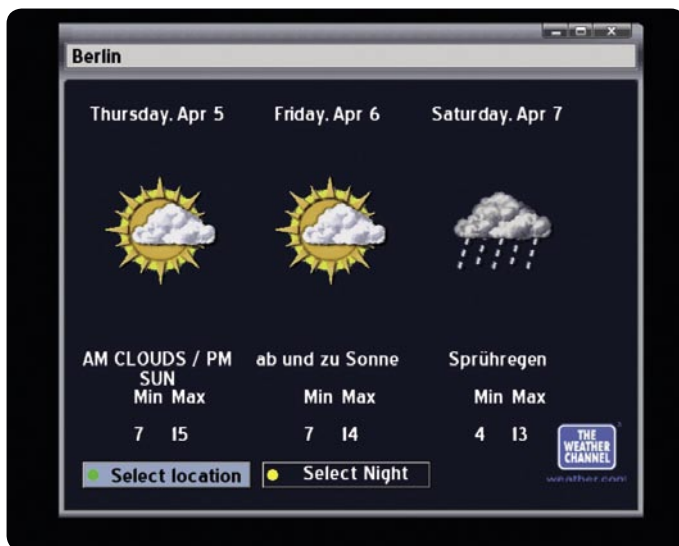 Berlin
Thursday. Apr 5
Friday. Apr 6
Saturday. Apr 7
AM CLOUDS / PM
SUN
ab und zu Sonne
Sprühregen
Min Max
Min Max
Min Max
7 15
7 14
4 13
THE
WEATHER
CHANNEL
weather.com
Select location
Select Night